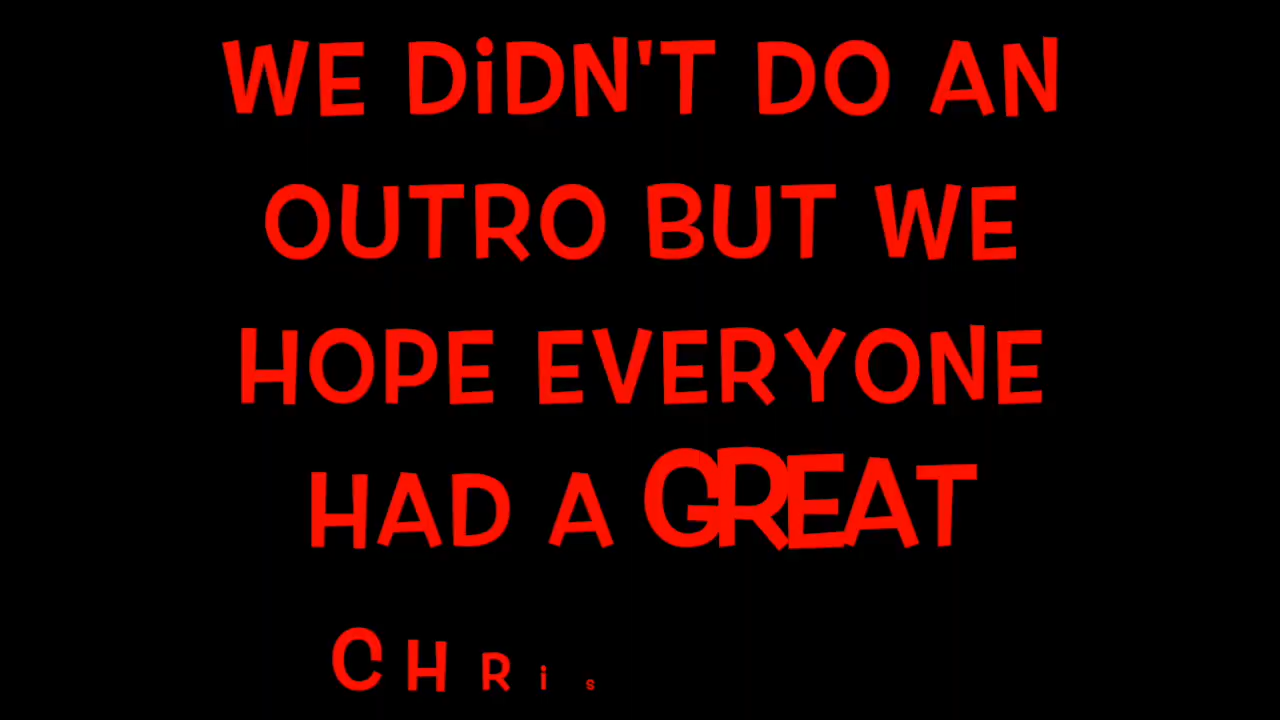 WE DiDN'T DO AN
OUTRO BUT WE
HOPE EVERYONE
HAD A GREAT
CHRis